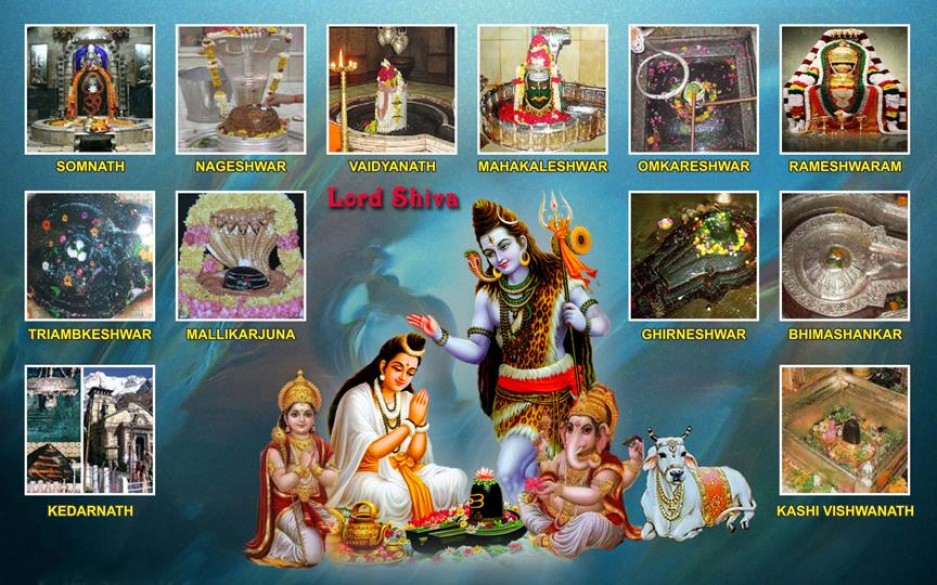 SOMNATH
NAGESHWAR
VAIDYANATH
MAHAKALESHWAR
OMKARESHWAR
RAMESHWARAM
Lord Shiva
TRIAMBKESHWAR
MALLIKARJUNA
GHIRNESHWAR
BHIMASHANKAR
KEDARNATH
KASHI VISHWANATH